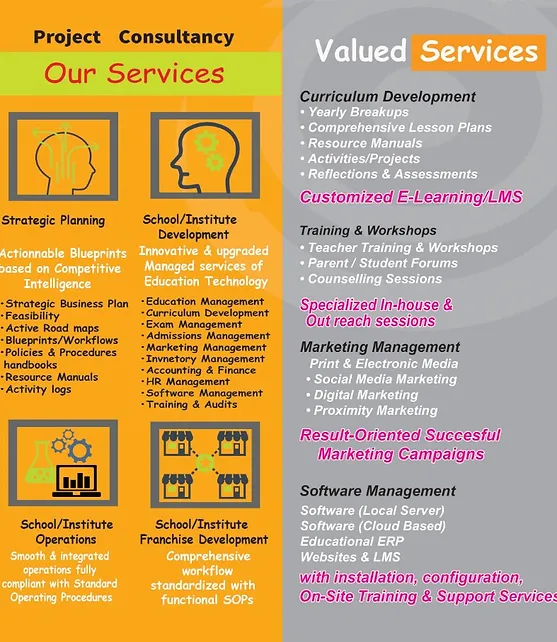 Project Consultancy
Our Services
Strategic Planning
Actionnable Blueprints
based on Competitive
Intelligence
• Strategic Business Plan
• Feasibility
• Active Road maps
• Blueprints/Workflows
• Policies & Procedures
handbooks
• Resource Manuals
• Activity logs
School/Institute
Development
Innovative & upgraded
Managed services of
Education Technology
• Education Management
• Curriculum Development
• Exam Management
• Admissions Management
• Marketing Management
• Invnetory Management
• Accounting & Finance
• HR Management
• Software Management
• Training & Audits
School/Institute
Operations
Smooth & integrated
operations fully
compliant with Standard
Operating Procedures
School/Institute
Franchise Development
Comprehensive
workflow
standardized with
functional SOPs
Valued Services
Curriculum Development
• Yearly Breakups
• Comprehensive Lesson Plans
• Resource Manuals
• Activities/Projects
• Reflections & Assessments
Customized E-Learning/LMS
Training & Workshops
• Teacher Training & Workshops
• Parent / Student Forums
• Counselling Sessions
Specialized In-house &
Out reach sessions
Marketing Management
Print & Electronic Media
• Social Media Marketing
• Digital Marketing
• Proximity Marketing
Result-Oriented Succesful
Marketing Campaigns
Software Management
Software (Local Server)
Software (Cloud Based)
Educational ERP
Websites & LMS
with installation, configuration,
On-Site Training & Support Services